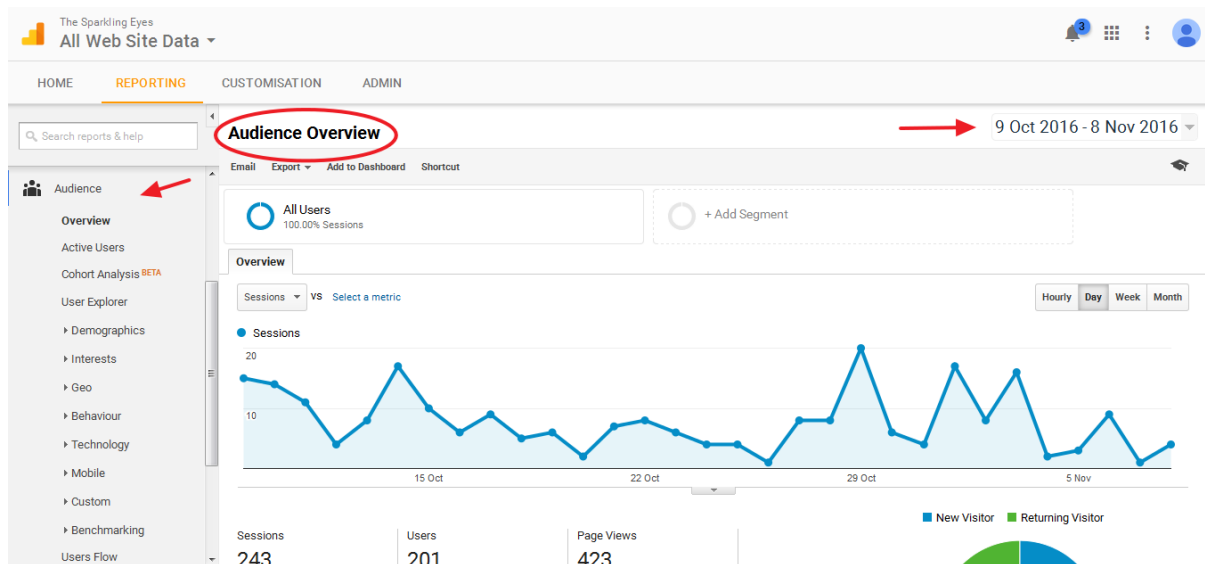 The Sparkling Eyes
All Web Site Data
3
HOME REPORTING CUSTOMISATION ADMIN
Search reports & help
Audience
Overview
Active Users
Cohort Analysis BETA
User Explorer
Demographics
Interests
Geo
Behaviour
Technology
Mobile
Custom
Benchmarking
Users Flow
Audience Overview
9 Oct 2016 - 8 Nov 2016
Email Export Add to Dashboard Shortcut
All Users
100.00% Sessions
+ Add Segment
Overview
Sessions VS Select a metric
Hourly Day Week Month
Sessions
20
10
15 Oct 22 Oct 29 Oct 5 Nov
New Visitor Returning Visitor
Sessions Users Page Views
243 201 423